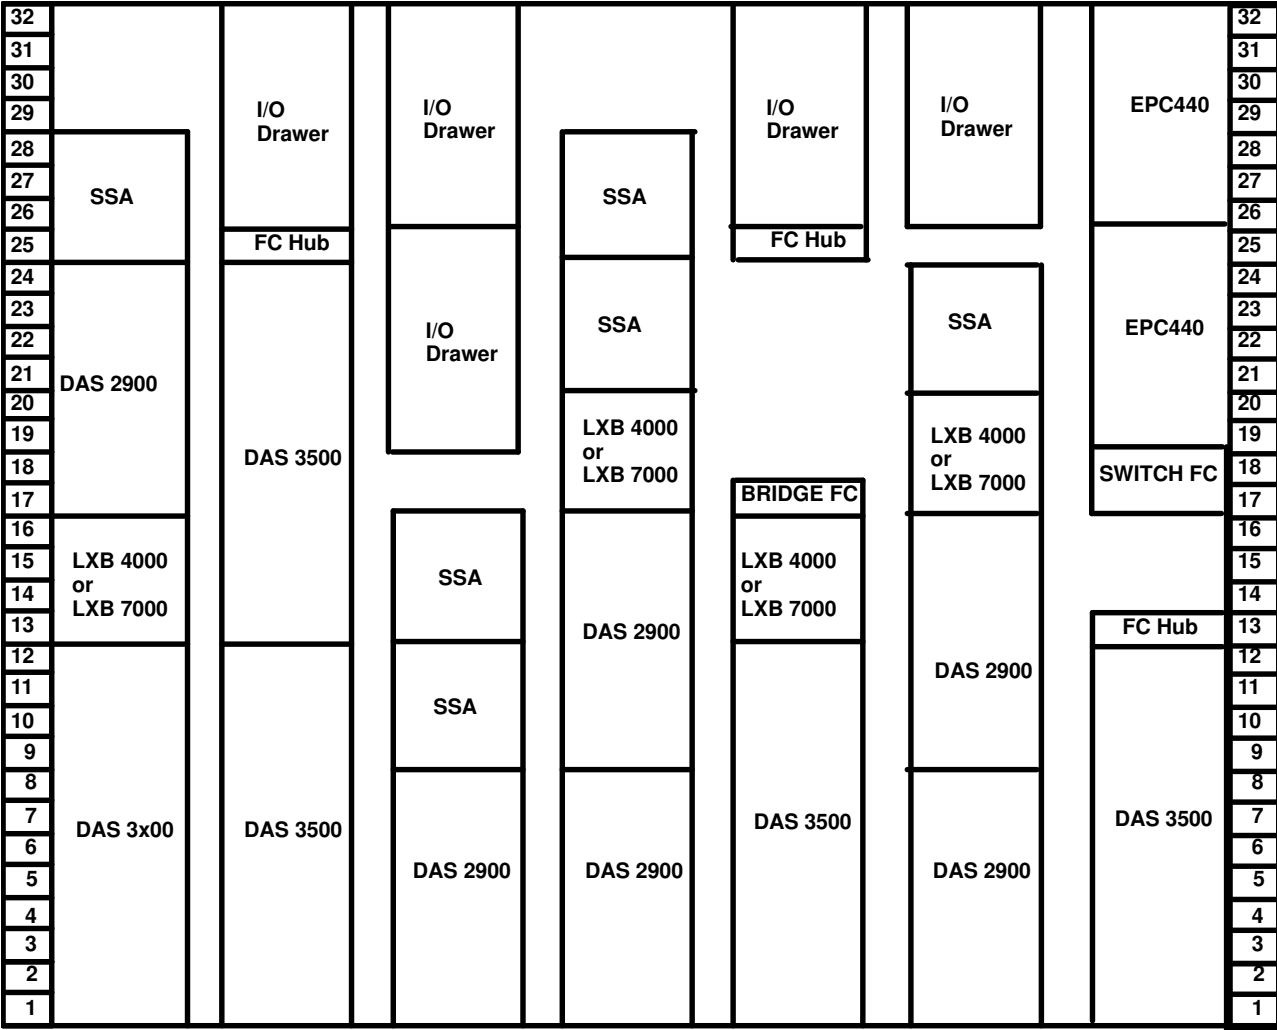 32
31
30
29
28
27
26
25
24
23
22
21
20
19
18
17
16
15
14
13
12
11
10
9
8
7
6
5
4
3
2
1
SSA
DAS 2900
LXB 4000
or
LXB 7000
DAS 3x00
I/O
Drawer
FC Hub
DAS 3500
DAS 3500
I/O
Drawer
I/O
Drawer
SSA
SSA
DAS 2900
SSA
SSA
LXB 4000
or
LXB 7000
DAS 2900
DAS 2900
I/O
Drawer
FC Hub
BRIDGE FC
LXB 4000
or
LXB 7000
DAS 3500
I/O
Drawer
SSA
LXB 4000
or
LXB 7000
DAS 2900
DAS 2900
EPC440
EPC440
SWITCH FC
FC Hub
DAS 3500
32
31
30
29
28
27
26
25
24
23
22
21
20
19
18
17
16
15
14
13
12
11
10
9
8
7
6
5
4
3
2
1